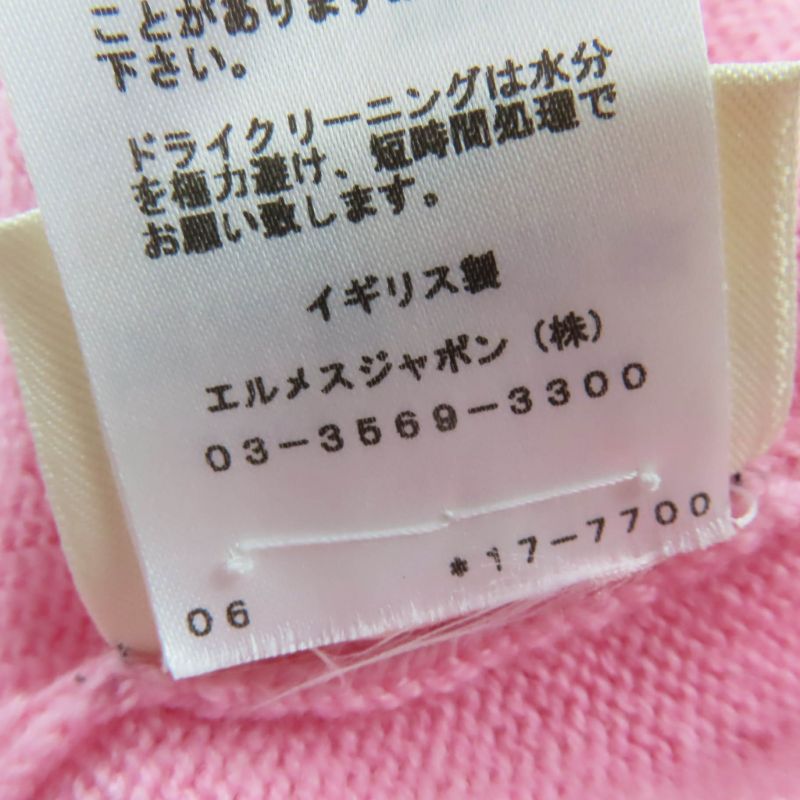 ことがあります
下さい。
ドライクリーニングは水分
を極力避け、短時間処理で
お願い致します。
イギリス製
エルメスジャポン（株）
03-3569-3300
*17-7700
06